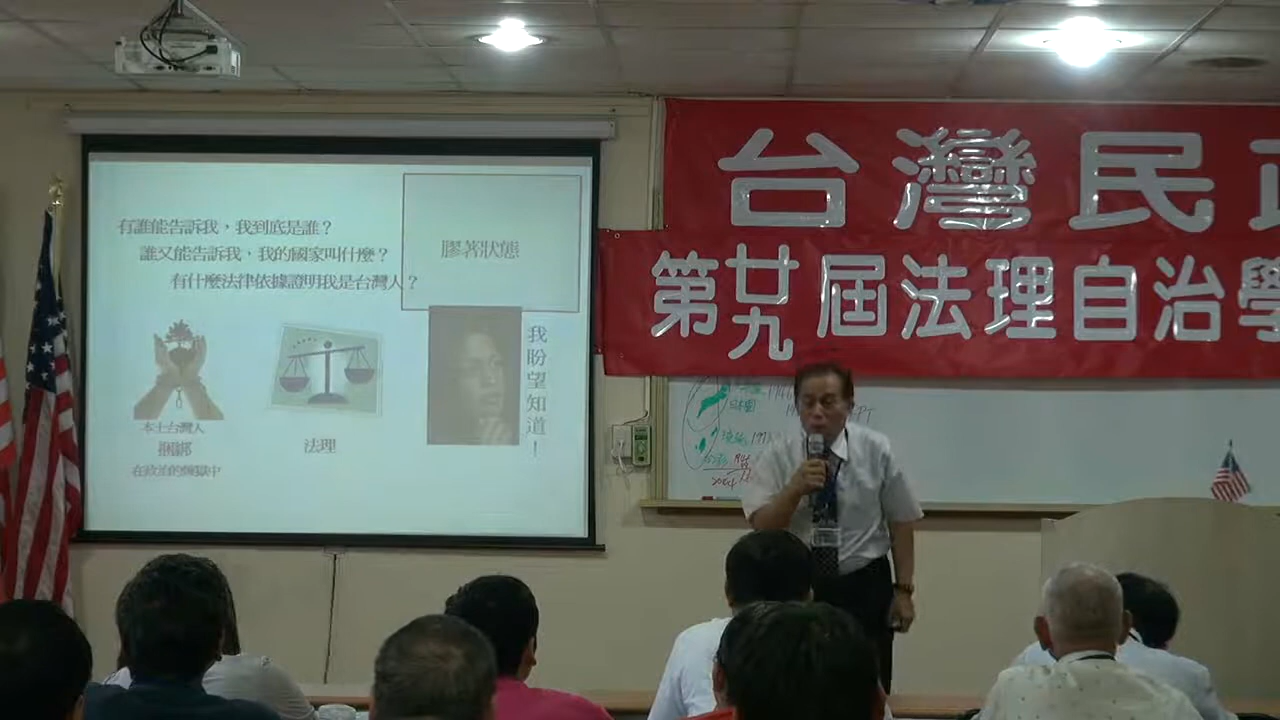 台灣民
第廿九屆法理自治學
有誰能告訴我，我到底是誰？
誰又能告訴我，我的國家叫什麼？
有什麼法律依據證明我是台灣人？
膠著狀態
我盼望知道！
本土台灣人
捆綁
在政治的煉獄中
法理